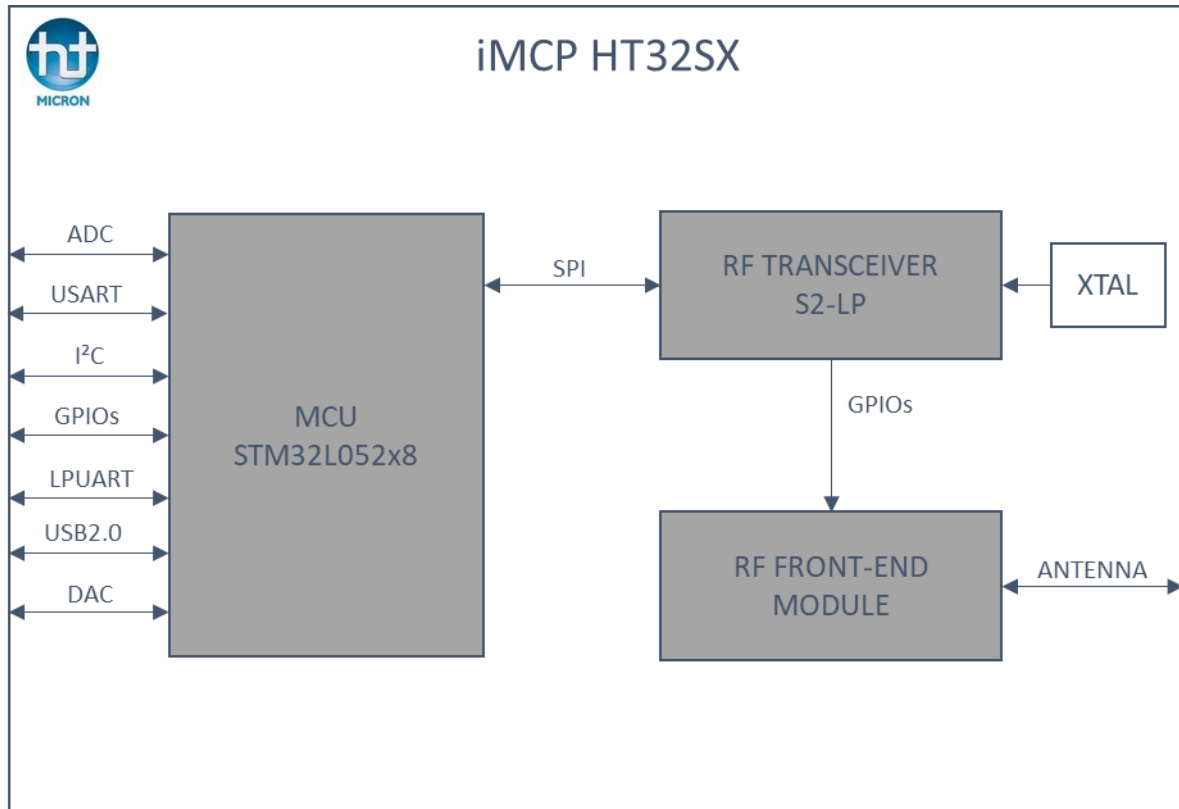 ht
MICRON
iMCP HT32SX
ADC
USART
I²C
GPIOs
LPUART
USB2.0
DAC
MCU
STM32L052x8
SPI
RF TRANSCEIVER
S2-LP
XTAL
GPIOs
RF FRONT-END
MODULE
ANTENNA